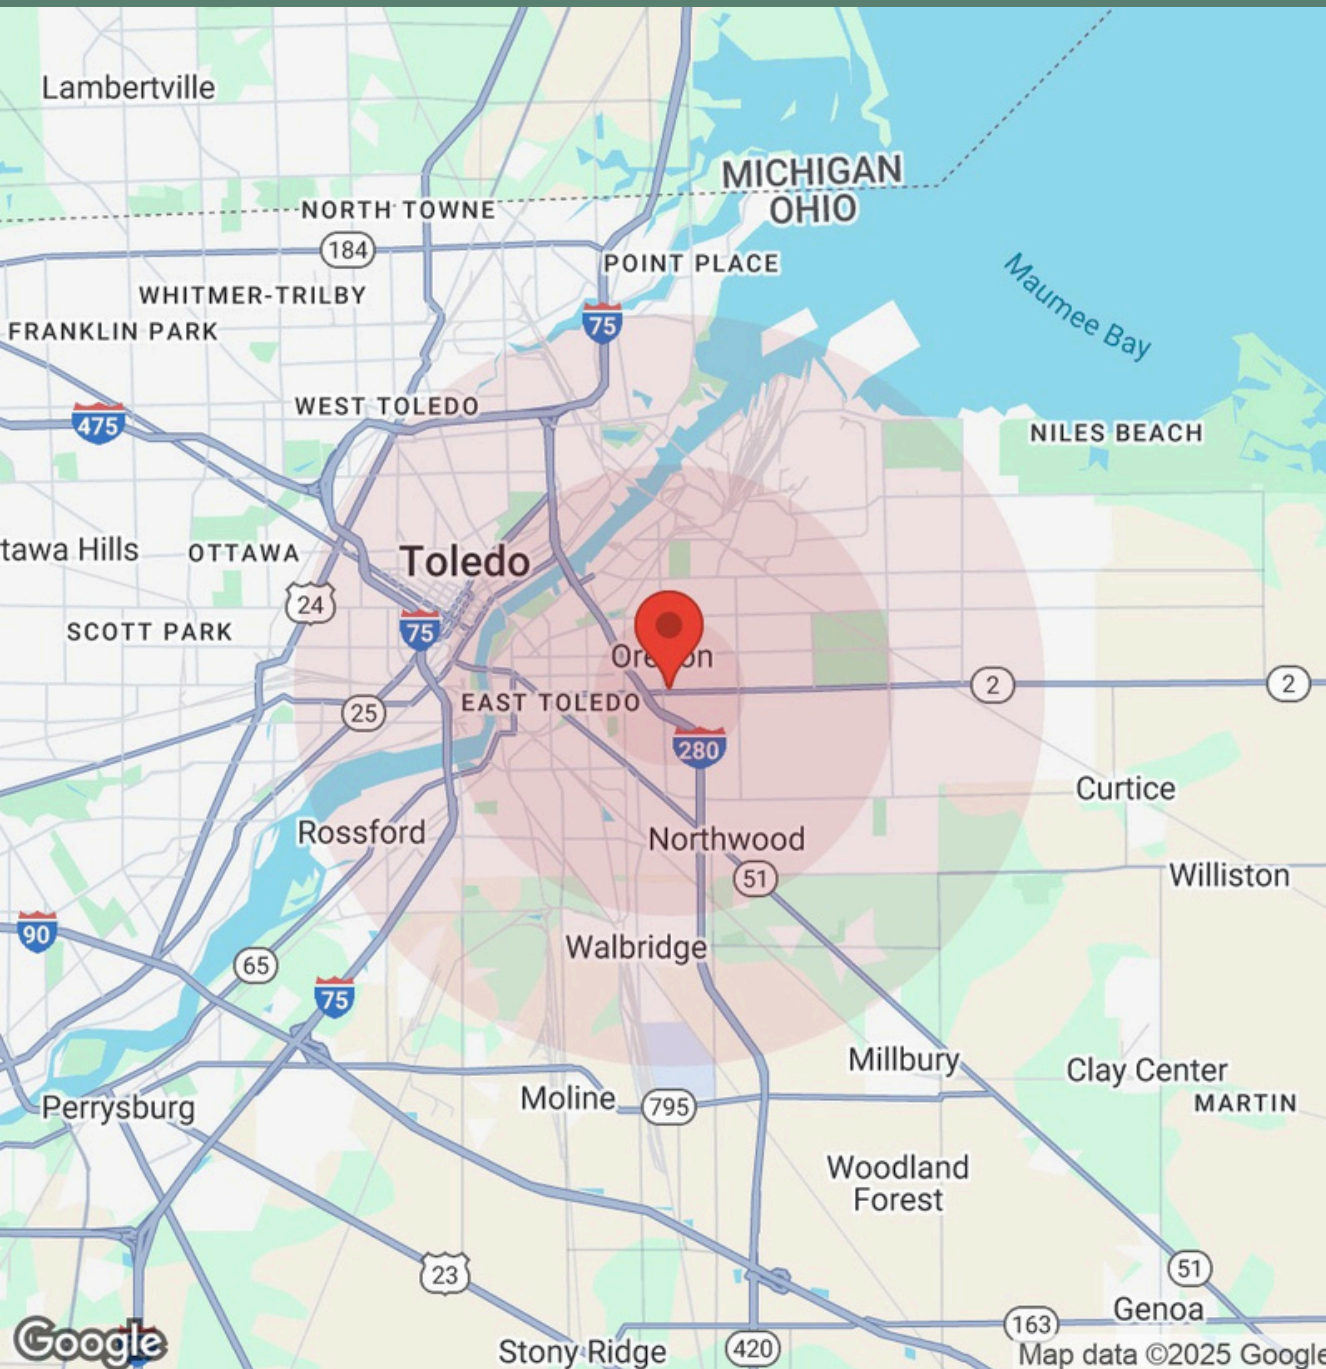 Lambertville
MICHIGAN
OHIO
NORTH TOWNE
184
POINT PLACE
WHITMER-TRILBY
75
FRANKLIN PARK
Maumee Bay
WEST TOLEDO
475
NILES BEACH
tawa Hills
OTTAWA
Toledo
24
75
SCOTT PARK
2
2
EAST TOLEDO
25
280
Curtice
Rossford
Northwood
51
Williston
90
Walbridge
65
75
Millbury
Clay Center
Moline
795
MARTIN
Perrysburg
Woodland
Forest
23
51
Genoa
163
Google
Stony Ridge
420
Map data ©2025 Google